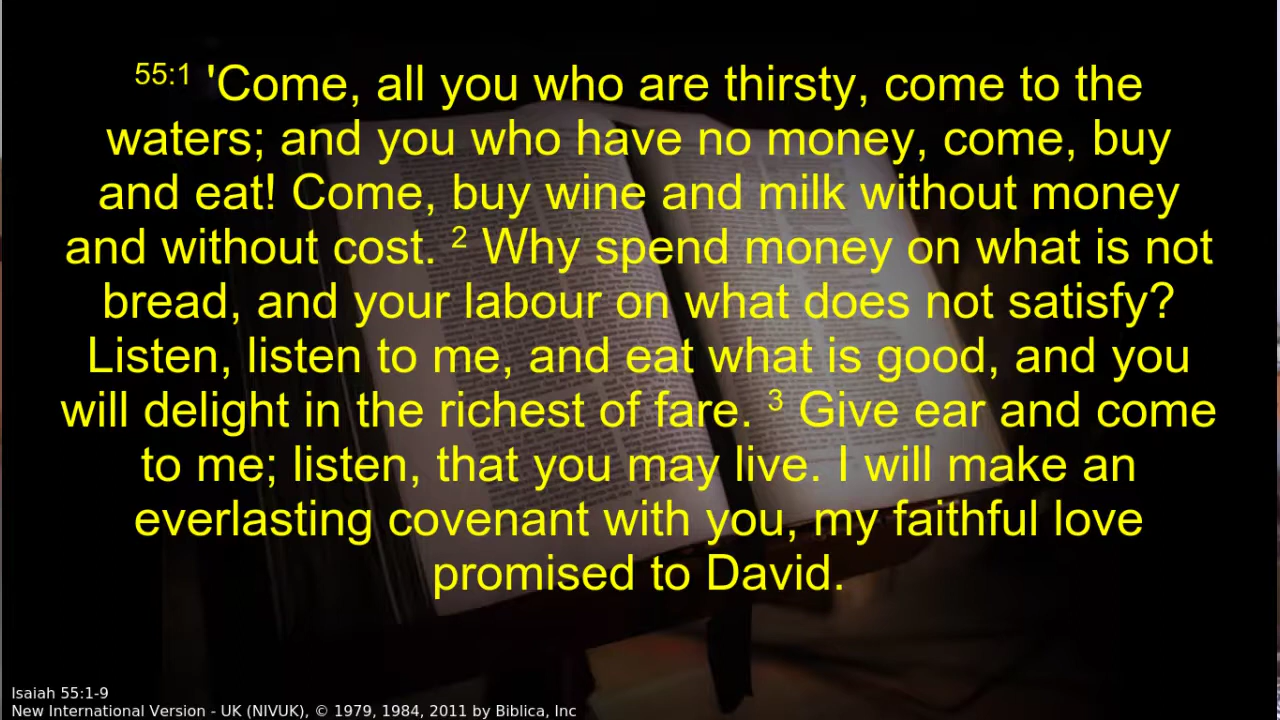 55:1 'Come, all you who are thirsty, come to the
waters; and you who have no money, come, buy
and eat! Come, buy wine and milk without money
and without cost. 2 Why spend money on what is not
bread, and your labour on what does not satisfy?
Listen, listen to me, and eat what is good, and you
will delight in the richest of fare. 3 Give ear and come
to me; listen, that you may live. I will make an
everlasting covenant with you, my faithful love
promised to David.
Isaiah 55:1-9
New International Version - UK (NIVUK), © 1979, 1984, 2011 by Biblica, Inc